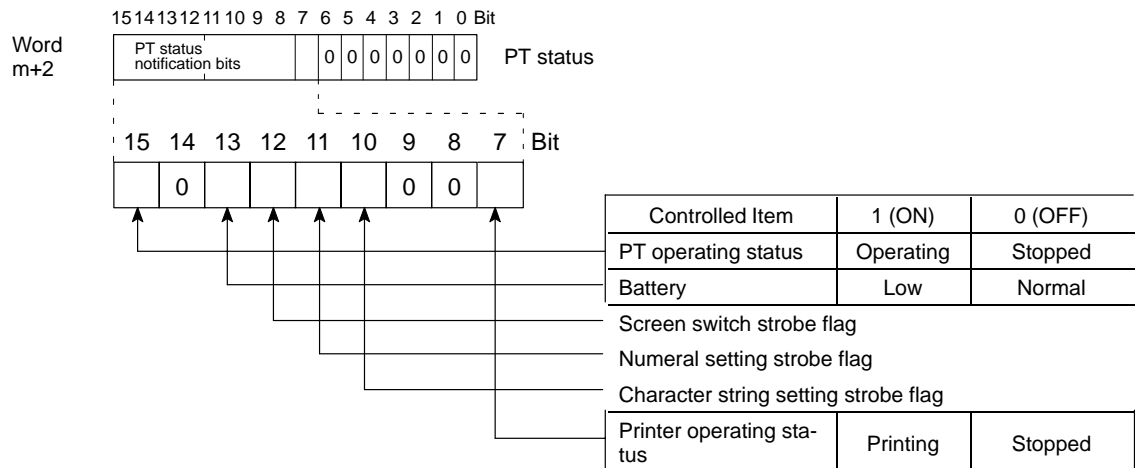 15 14 13 12 11 10 9 8 7 6 5 4 3 2 1 0 Bit
Word
m+2
PT status
notification bits
0 0 0 0 0 0 0
PT status
15 14 13 12 11 10 9 8 7 Bit
0 0 0
Controlled Item 1 (ON) 0 (OFF)
PT operating status Operating Stopped
Battery Low Normal
Screen switch strobe flag
Numeral setting strobe flag
Character string setting strobe flag
Printer operating sta-
tus
Printing Stopped